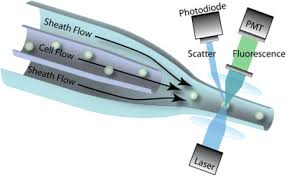 Photodiode
PMT
Sheath Flow
Scatter
Fluorescence
Cell Flow
Sheath Flow
Laser